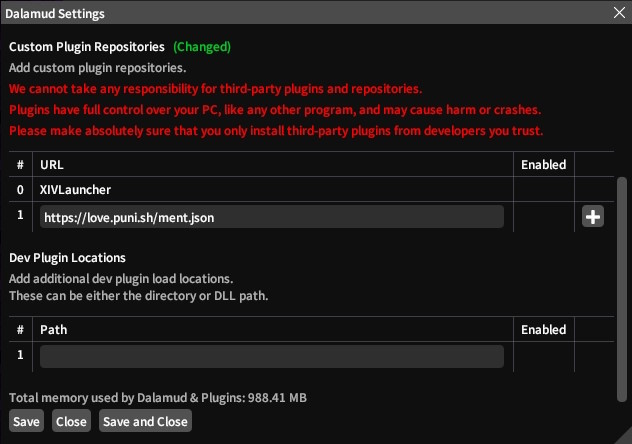 Dalamud Settings
Custom Plugin Repositories (Changed)
Add custom plugin repositories.
We cannot take any responsibility for third-party plugins and repositories.
Plugins have full control over your PC, like any other program, and may cause harm or crashes.
Please make absolutely sure that you only install third-party plugins from developers you trust.
# URL Enabled
0 XIVLauncher
1 https://love.puni.sh/ment.json
Dev Plugin Locations
Add additional dev plugin load locations.
These can be either the directory or DLL path.
# Path Enabled
1
Total memory used by Dalamud & Plugins: 988.41 MB
Save Close Save and Close